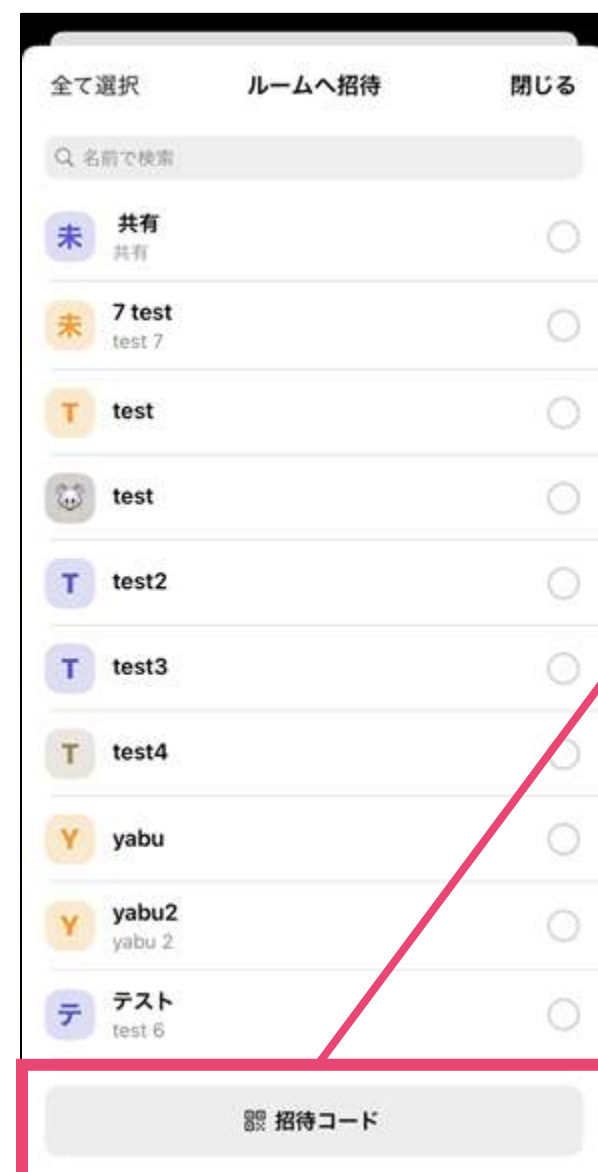 全て選択 ルームへ招待 閉じる
名前で検索
未 共有
共有
未 7 test
test 7
T test
test
T test2
T test3
T test4
Y yabu
Y yabu2
yabu 2
テ テスト
test 6
招待コード